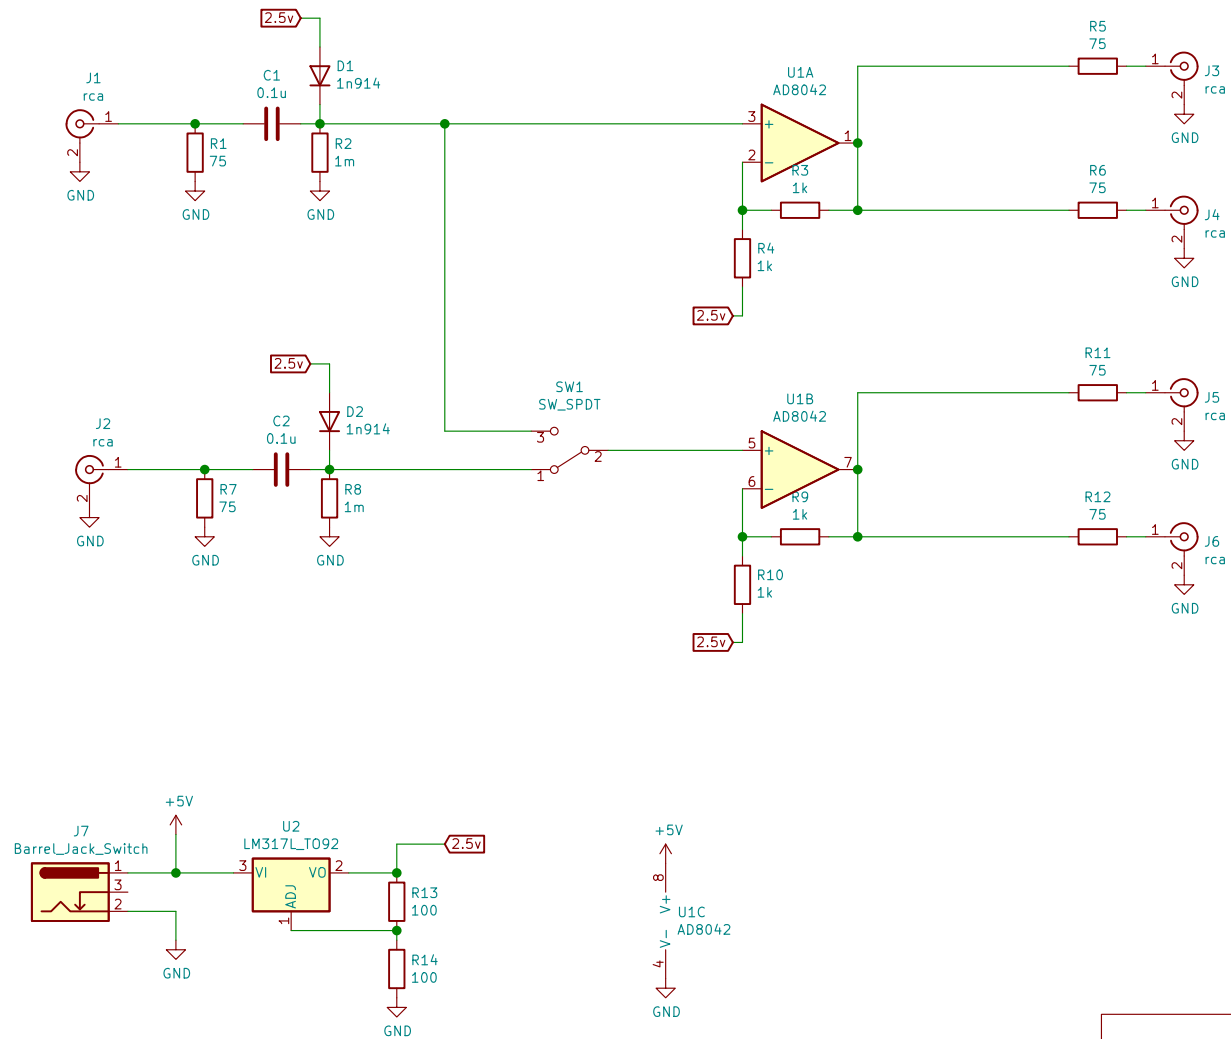 2.5v
J1
rca
1
2
GND
R1
75
GND
C1
0.1u
D1
1n914
R2
1m
GND
U1A
AD8042
3
+
2
−
1
R3
1k
R4
1k
2.5v
R5
75
1
J3
rca
2
GND
R6
75
1
J4
rca
2
GND
2.5v
J2
rca
1
2
GND
R7
75
GND
C2
0.1u
D2
1n914
R8
1m
GND
SW1
SW_SPDT
3
2
1
U1B
AD8042
5
+
6
−
7
R9
1k
R10
1k
2.5v
R11
75
1
J5
rca
2
GND
R12
75
1
J6
rca
2
GND
J7
Barrel_Jack_Switch
1
3
2
+5V
GND
U2
LM317L_TO92
3
VI
VO
2
ADJ
1
2.5v
R13
100
R14
100
GND
+5V
8
V+
U1C
AD8042
V−
4
GND